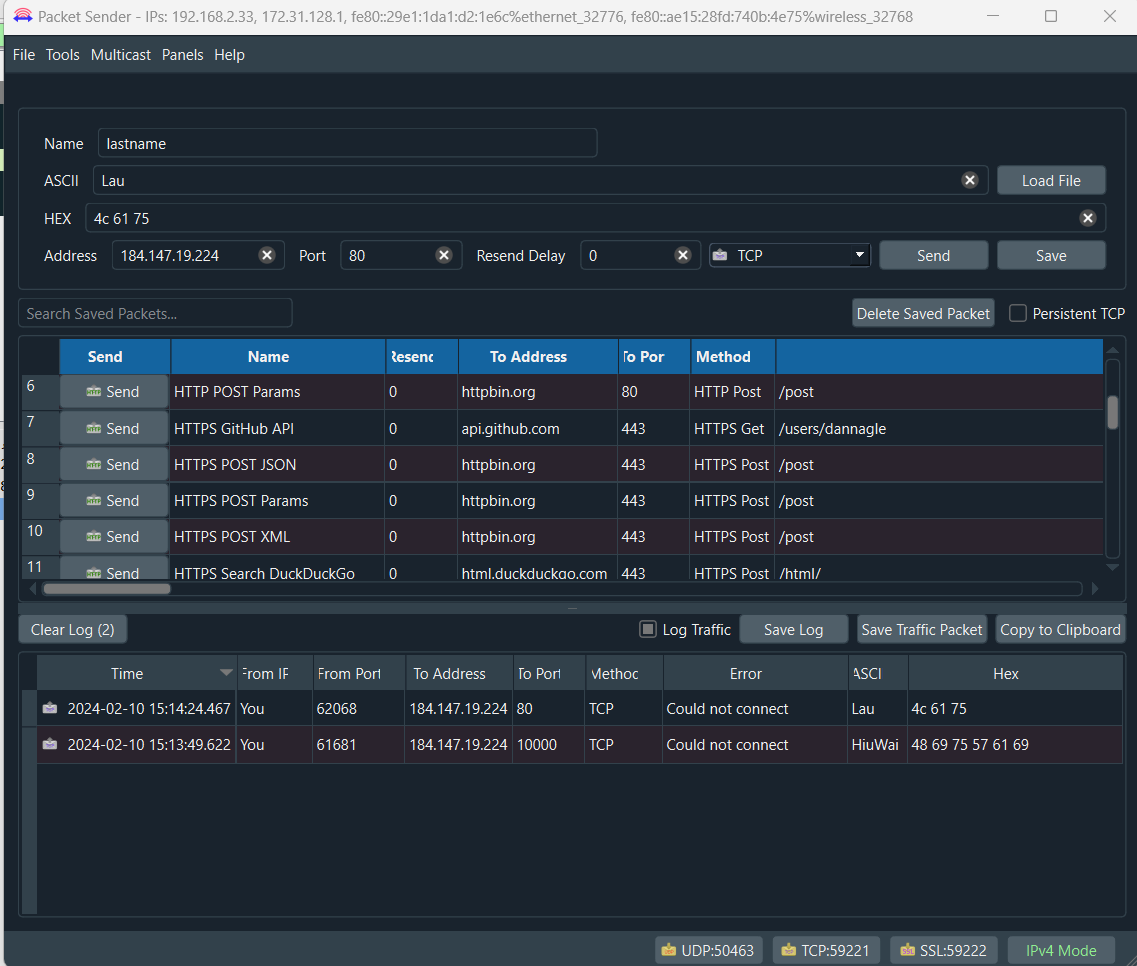 Packet Sender - IPs: 192.168.2.33, 172.31.128.1, fe80::29e1:1da1:d2:1e6c%ethernet_32776, fe80::ae15:28fd:740b:4e75%wireless_32768
File Tools Multicast Panels Help
Name lastname
ASCII Lau Load File
HEX 4c 61 75
Address 184.147.19.224 Port 80 Resend Delay 0 TCP Send Save
Search Saved Packets... Delete Saved Packet Persistent TCP
Send Name Resenc To Address To Por Method
6 Send HTTP POST Params 0 httpbin.org 80 HTTP Post /post
7 Send HTTPS GitHub API 0 api.github.com 443 HTTPS Get /users/dannagle
8 Send HTTPS POST JSON 0 httpbin.org 443 HTTPS Post /post
9 Send HTTPS POST Params 0 httpbin.org 443 HTTPS Post /post
10 Send HTTPS POST XML 0 httpbin.org 443 HTTPS Post /post
11 Send HTTPS Search DuckDuckGo 0 html.duckduckgo.com 443 HTTPS Post /html/
Clear Log (2) Log Traffic Save Log Save Traffic Packet Copy to Clipboard
Time From IF From Port To Address To Port Methoc Error ASCI Hex
2024-02-10 15:14:24.467 You 62068 184.147.19.224 80 TCP Could not connect Lau 4c 61 75
2024-02-10 15:13:49.622 You 61681 184.147.19.224 10000 TCP Could not connect HiuWai 48 69 75 57 61 69
UDP:50463 TCP:59221 SSL:59222 IPv4 Mode